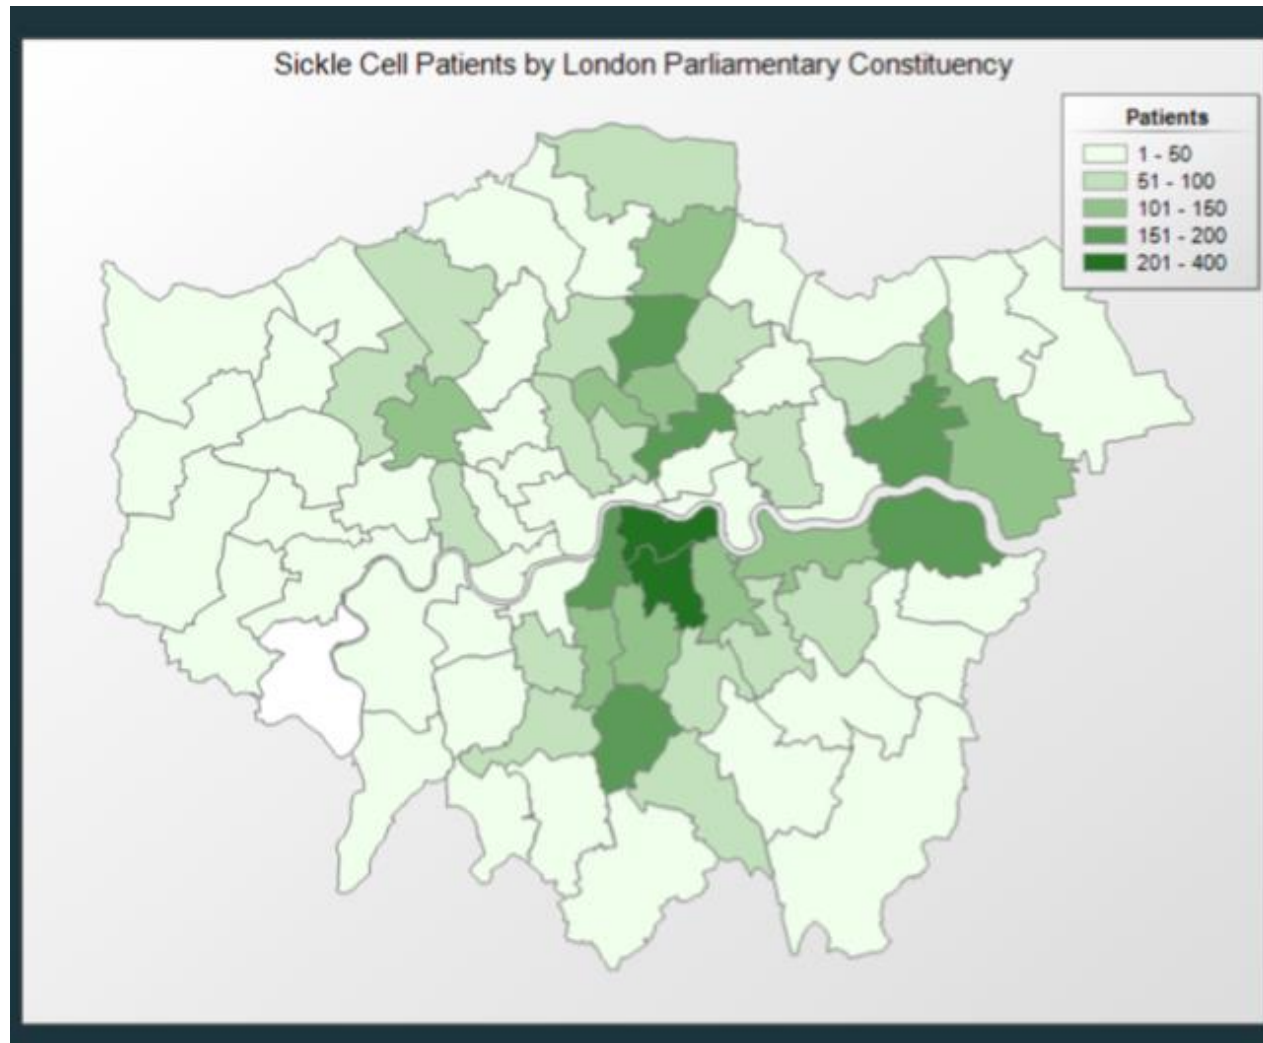 Sickle Cell Patients by London Parliamentary Constituency
Patients
1 - 50
51 - 100
101 - 150
151 - 200
201 - 400